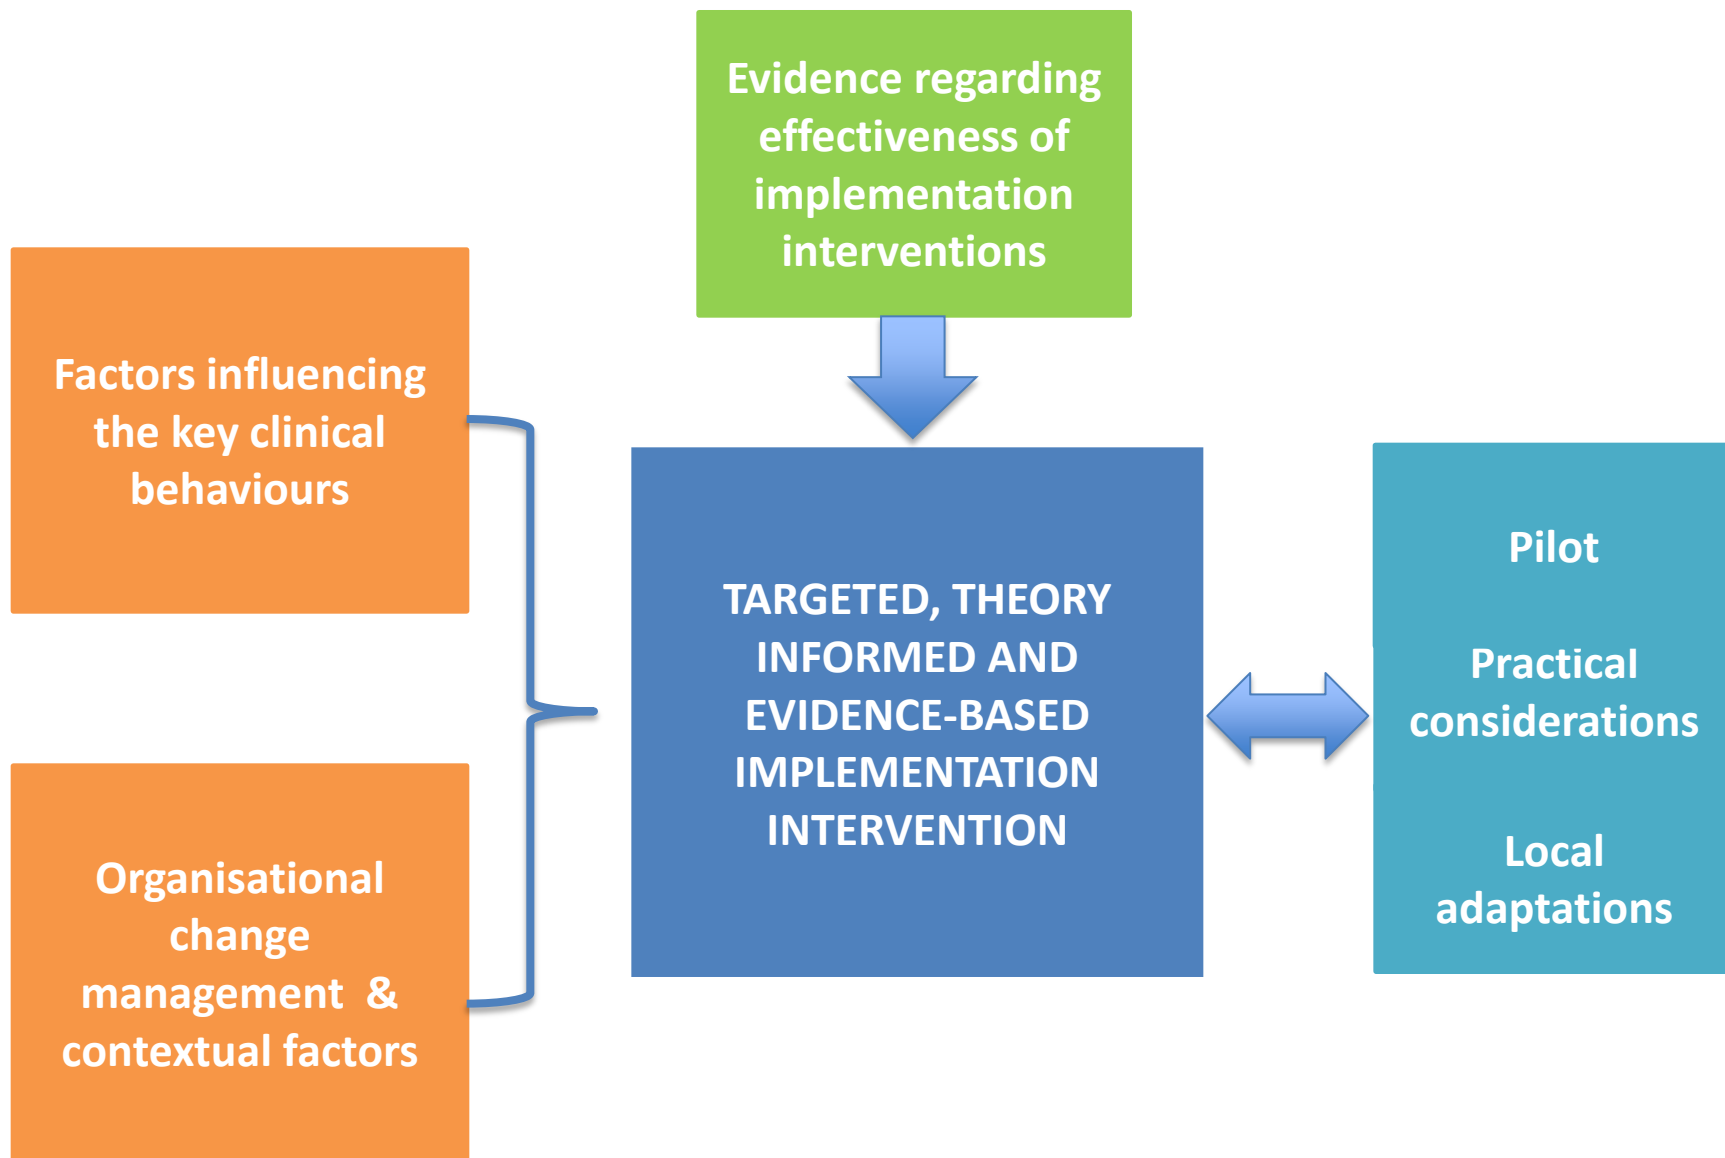 Evidence regarding
effectiveness of
implementation
interventions
Factors influencing
the key clinical
behaviours
Organisational
change
management  &
contextual factors
TARGETED, THEORY
INFORMED AND
EVIDENCE-BASED
IMPLEMENTATION
INTERVENTION
Pilot
Practical
considerations
Local
adaptations